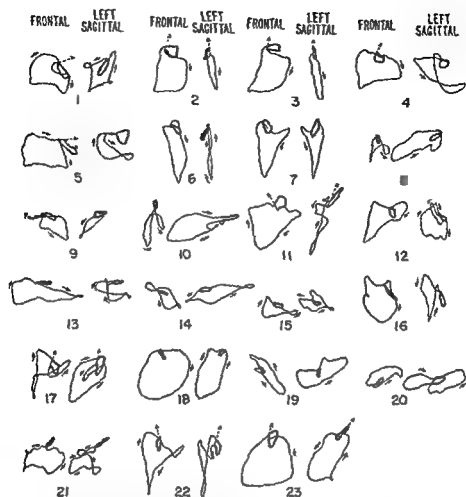 FRONTAL LEFT SAGITTAL FRONTAL LEFT SAGITTAL FRONTAL LEFT SAGITTAL FRONTAL LEFT SAGITTAL
1 2 3 4
5 6 7 8
9 10 11 12
13 14 15 16
17 18 19 20
21 22 23